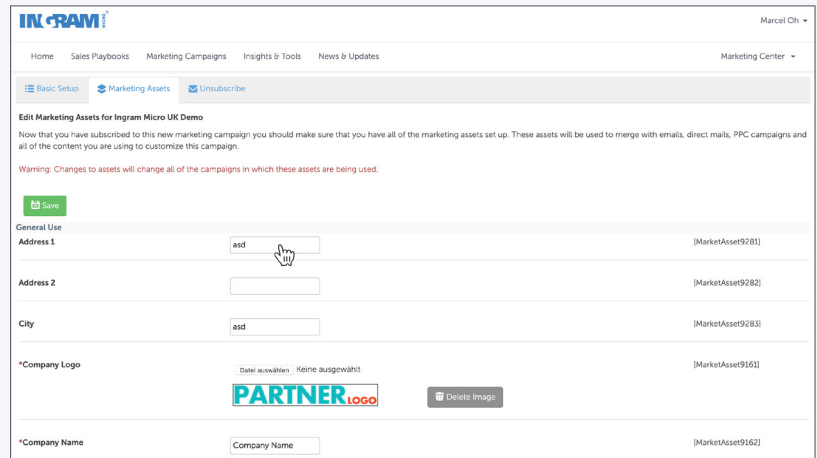 INGRAM MICRO
Marcel Oh
Home Sales Playbooks Marketing Campaigns Insights & Tools News & Updates Marketing Center
Basic Setup Marketing Assets Unsubscribe
Edit Marketing Assets for Ingram Micro UK Demo
Now that you have subscribed to this new marketing campaign you should make sure that you have all of the marketing assets set up. These assets will be used to merge with emails, direct mails, PPC campaigns and
all of the content you are using to customize this campaign.
Warning: Changes to assets will change all of the campaigns in which these assets are being used.
Save
General Use
Address 1 asd [MarketAsset9281]
Address 2 [MarketAsset9282]
City asd [MarketAsset9283]
*Company Logo Datei auswählen Keine ausgewählt [MarketAsset9161]
PARTNER LOGO Delete Image
*Company Name Company Name [MarketAsset9162]